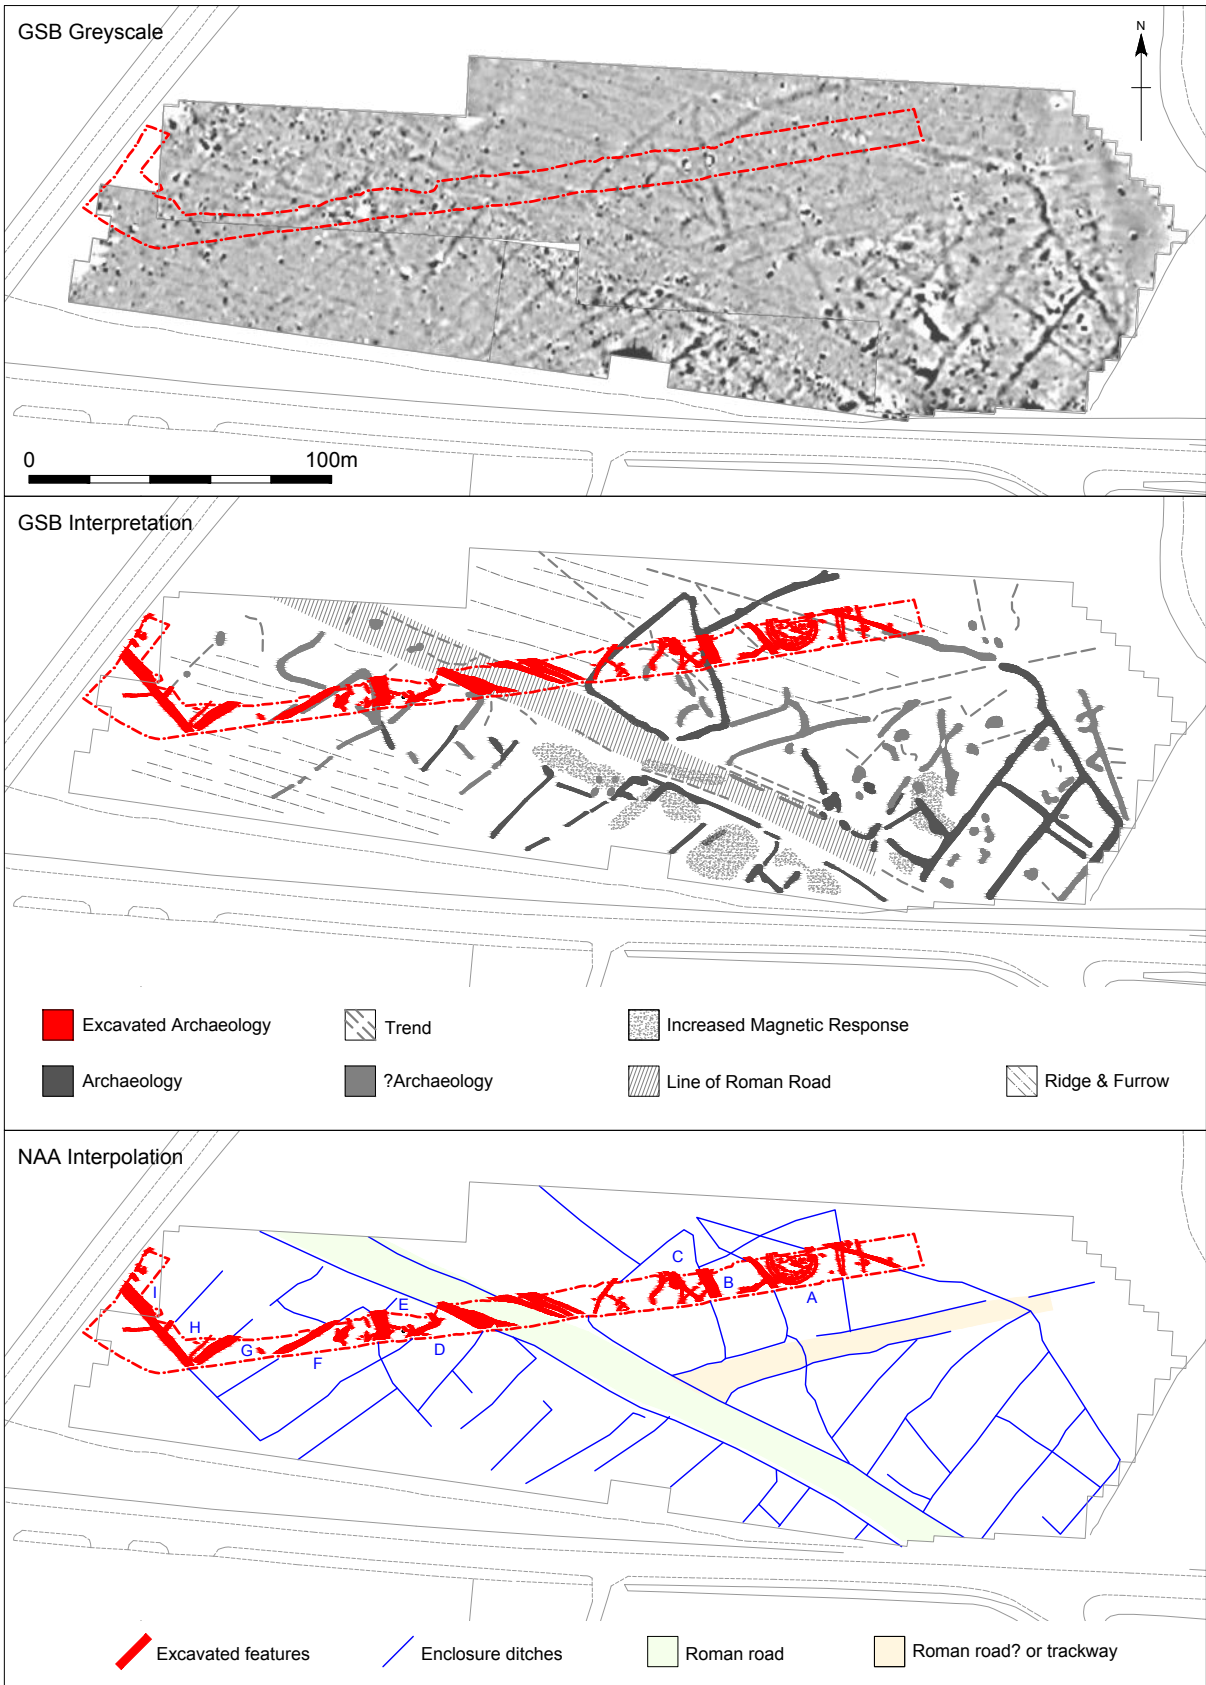 GSB Greyscale
N
0 100m
GSB Interpretation
Excavated Archaeology
Trend
Increased Magnetic Response
Archaeology
?Archaeology
Line of Roman Road
Ridge & Furrow
NAA Interpolation
C
B
A
I
E
H
G
F
D
Excavated features
Enclosure ditches
Roman road
Roman road? or trackway